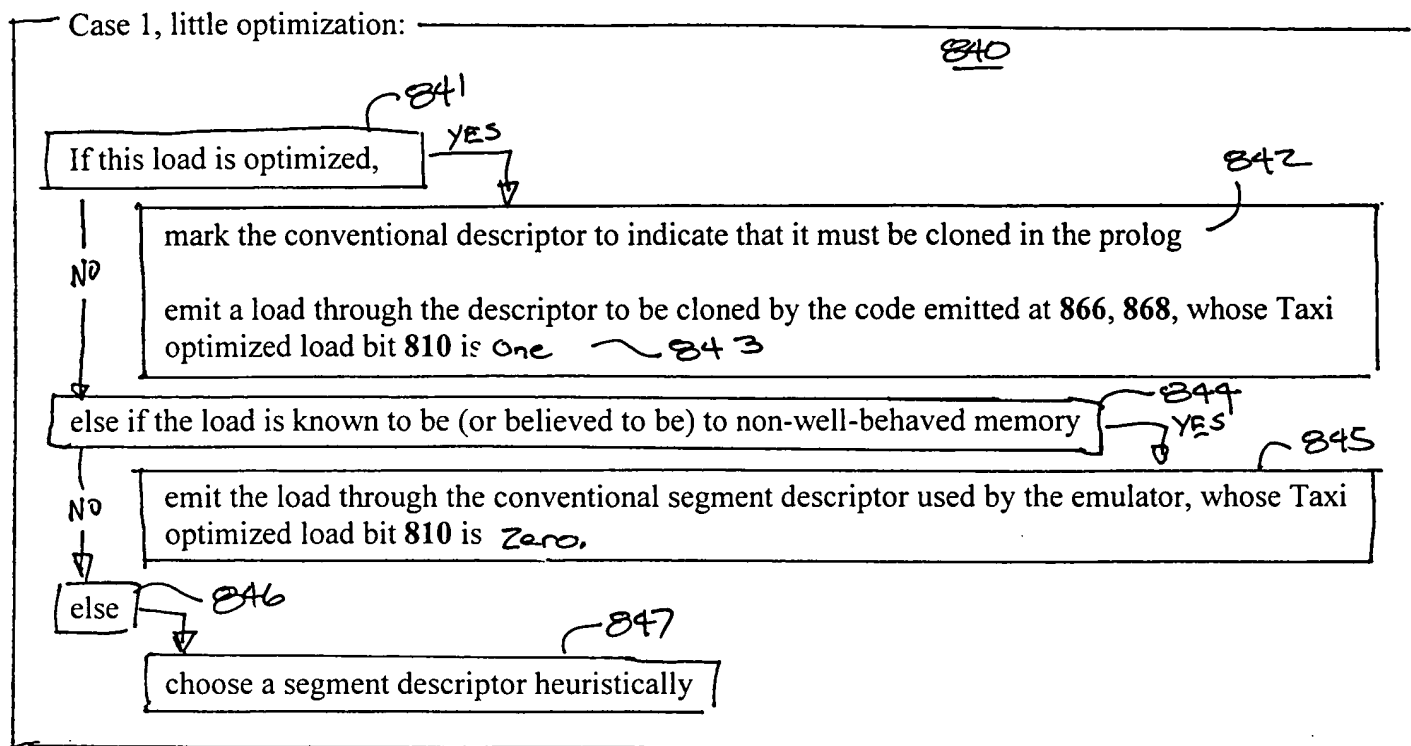 Case 1, little optimization:
840
841
If this load is optimized,
YES
842
mark the conventional descriptor to indicate that it must be cloned in the prolog
NO
emit a load through the descriptor to be cloned by the code emitted at 866, 868, whose Taxi
optimized load bit 810 is One 843
844
else if the load is known to be (or believed to be) to non-well-behaved memory
YES
845
NO
emit the load through the conventional segment descriptor used by the emulator, whose Taxi
optimized load bit 810 is Zero.
else
846
847
choose a segment descriptor heuristically